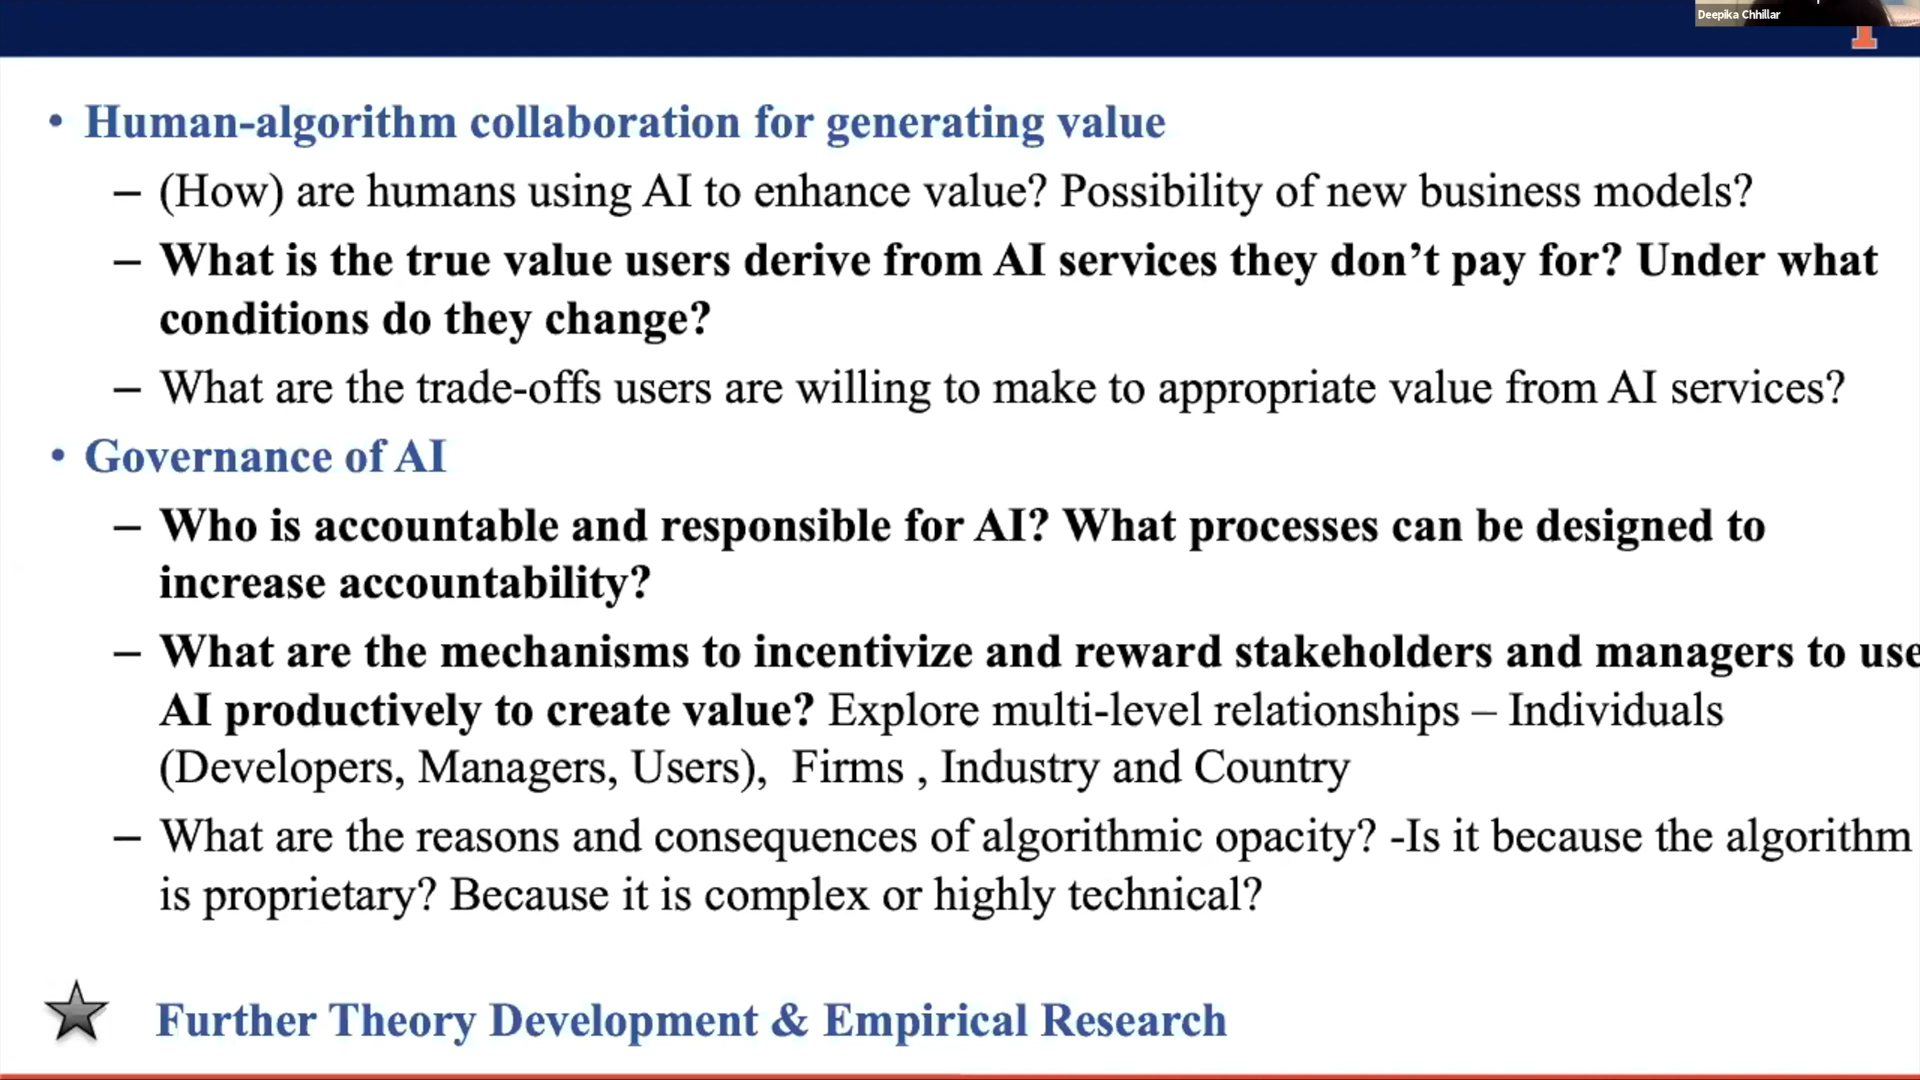 Deepika Chhillar
• Human-algorithm collaboration for generating value
– (How) are humans using AI to enhance value? Possibility of new business models?
– What is the true value users derive from AI services they don’t pay for? Under what
conditions do they change?
– What are the trade-offs users are willing to make to appropriate value from AI services?
• Governance of AI
– Who is accountable and responsible for AI? What processes can be designed to
increase accountability?
– What are the mechanisms to incentivize and reward stakeholders and managers to use
AI productively to create value? Explore multi-level relationships – Individuals
(Developers, Managers, Users),  Firms , Industry and Country
– What are the reasons and consequences of algorithmic opacity? -Is it because the algorithm
is proprietary? Because it is complex or highly technical?
Further Theory Development & Empirical Research